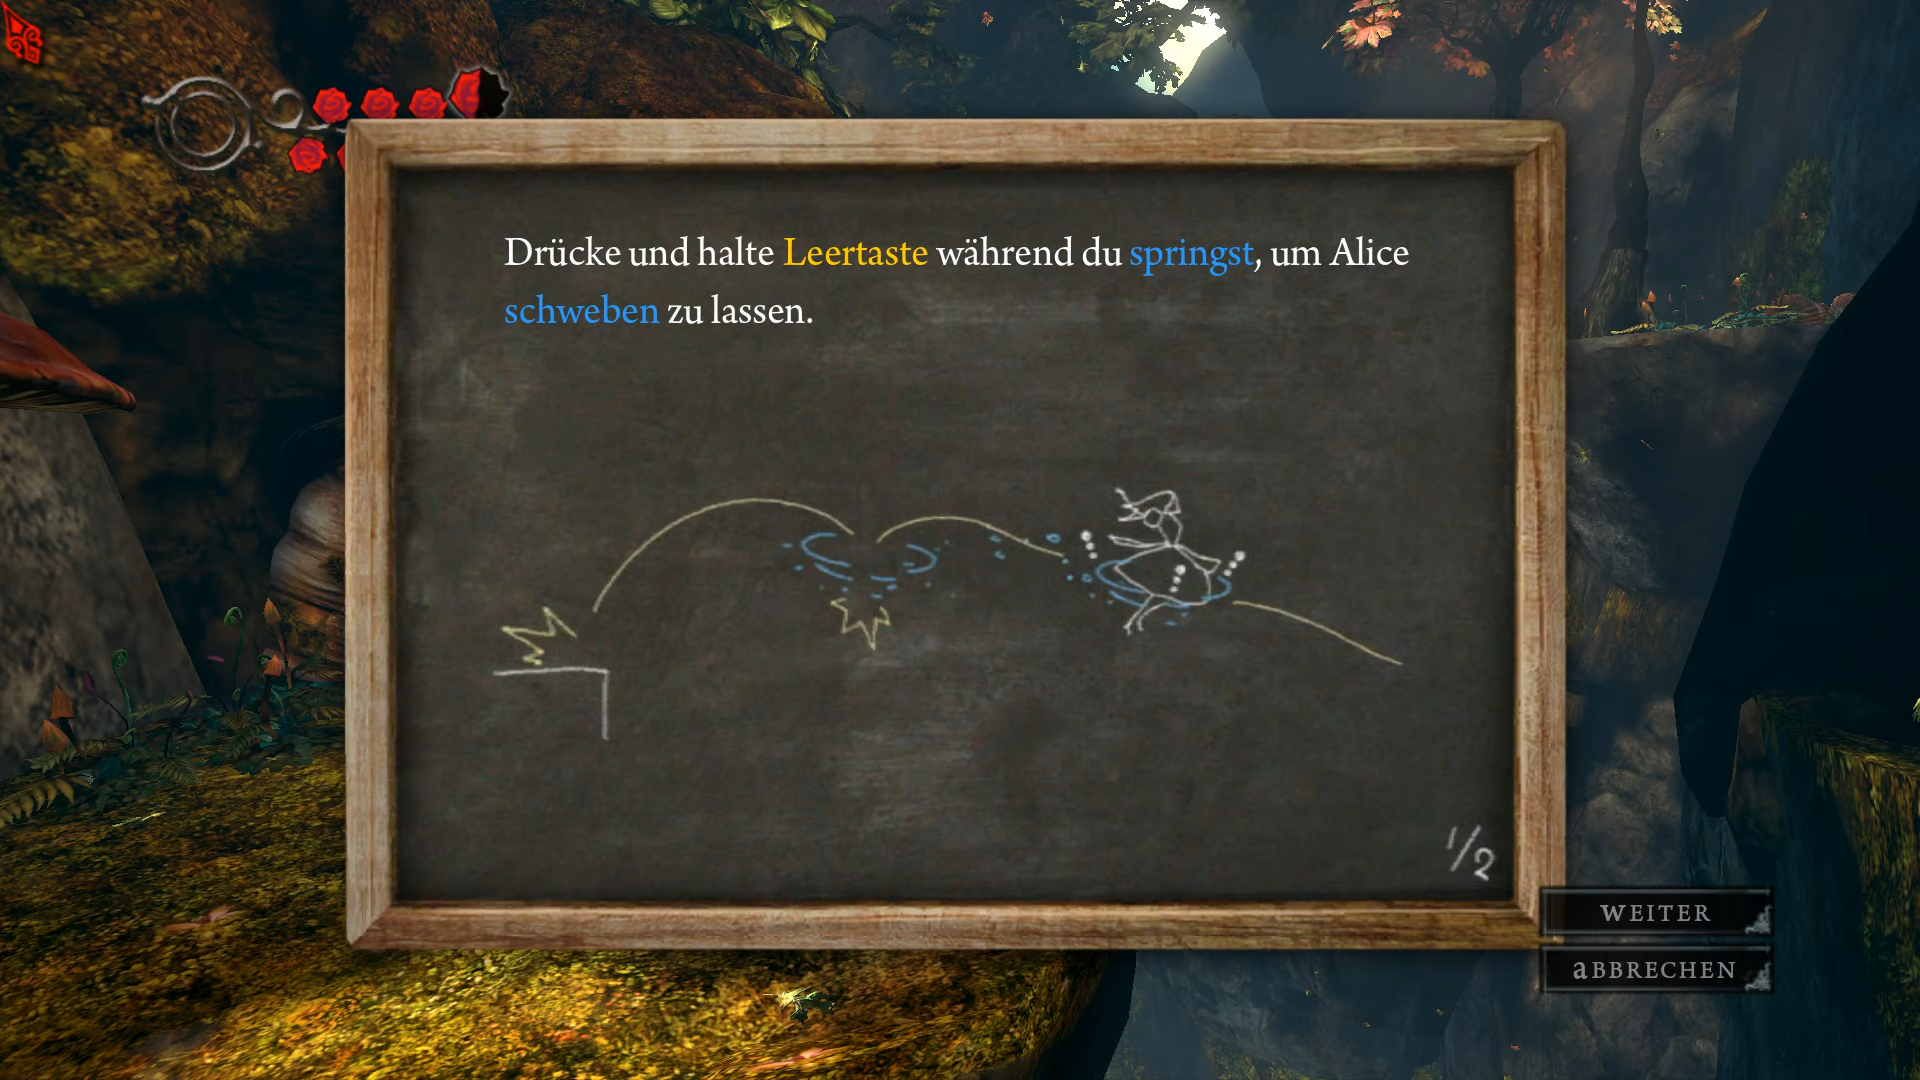 Drücke und halte Leertaste während du springst, um Alice
schweben zu lassen.
1/2
WEITER
aBBRECHEN